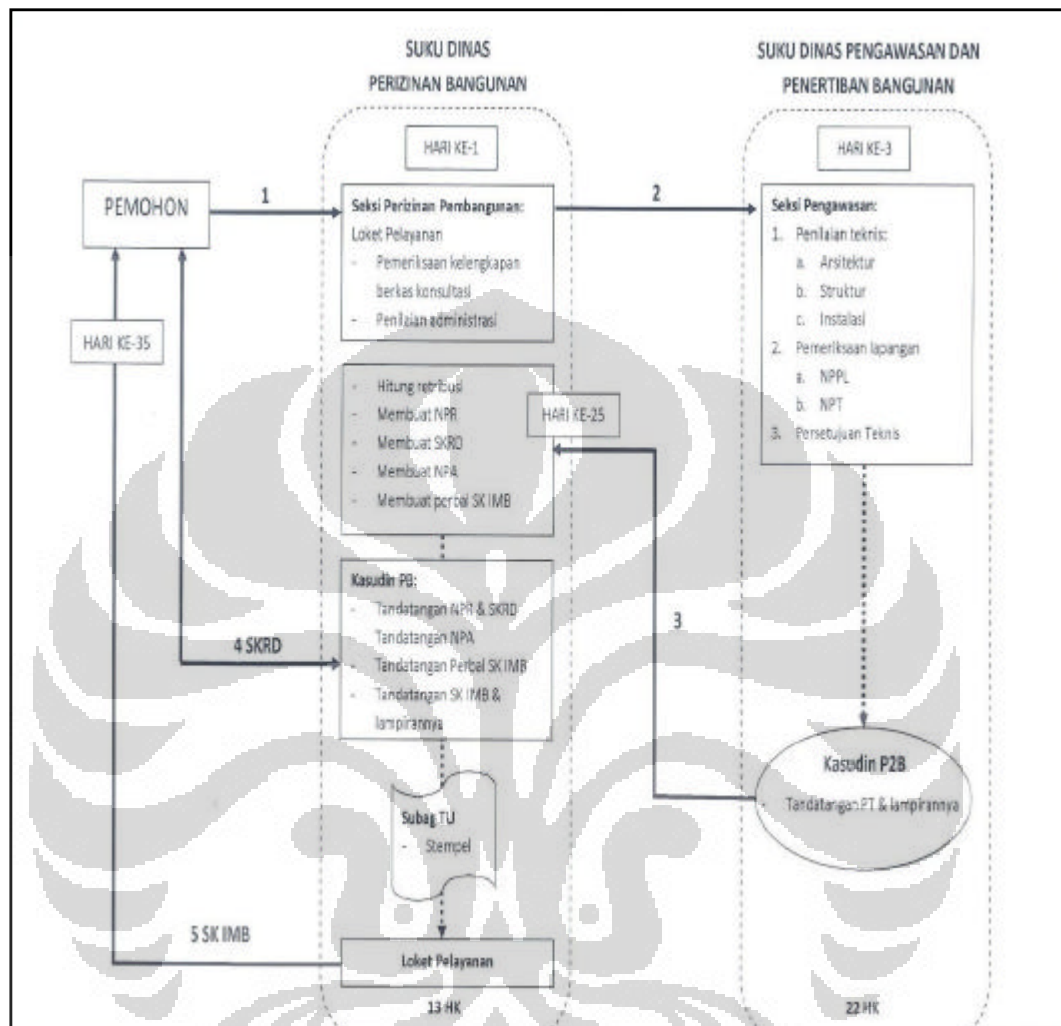 SUKU DINAS
PERIZINAN BANGUNAN
SUKU DINAS PENGAWASAN DAN
PENERTIBAN BANGUNAN
HARI KE-1
HARI KE-3
PEMOHON
1
2
Seksi Perizinan Pembangunan:
Loket Pelayanan
- Pemeriksaan kelengkapan
berkas konsultasi
- Penilaian administrasi
Seksi Pengawasan:
1. Penilaian teknis:
a. Arsitektur
b. Struktur
c. Instalasi
2. Pemeriksaan lapangan
a. NPPL
b. NPT
3. Persetujuan Teknis
HARI KE-35
- Hitung retribusi
- Membuat NPR
- Membuat SKRD
- Membuat NPA
- Membuat perbal SK IMB
HARI KE-25
Kasudin PB:
- Tandatangan NPR & SKRD
Tandatangan NPA
- Tandatangan Perbal SK IMB
- Tandatangan SK IMB &
lampirannya
4 SKRD
3
Kasudin P2B
- Tandatangan PT & lampirannya
Subag TU
- Stempel
5 SK IMB
Loket Pelayanan
13 HK
22 HK